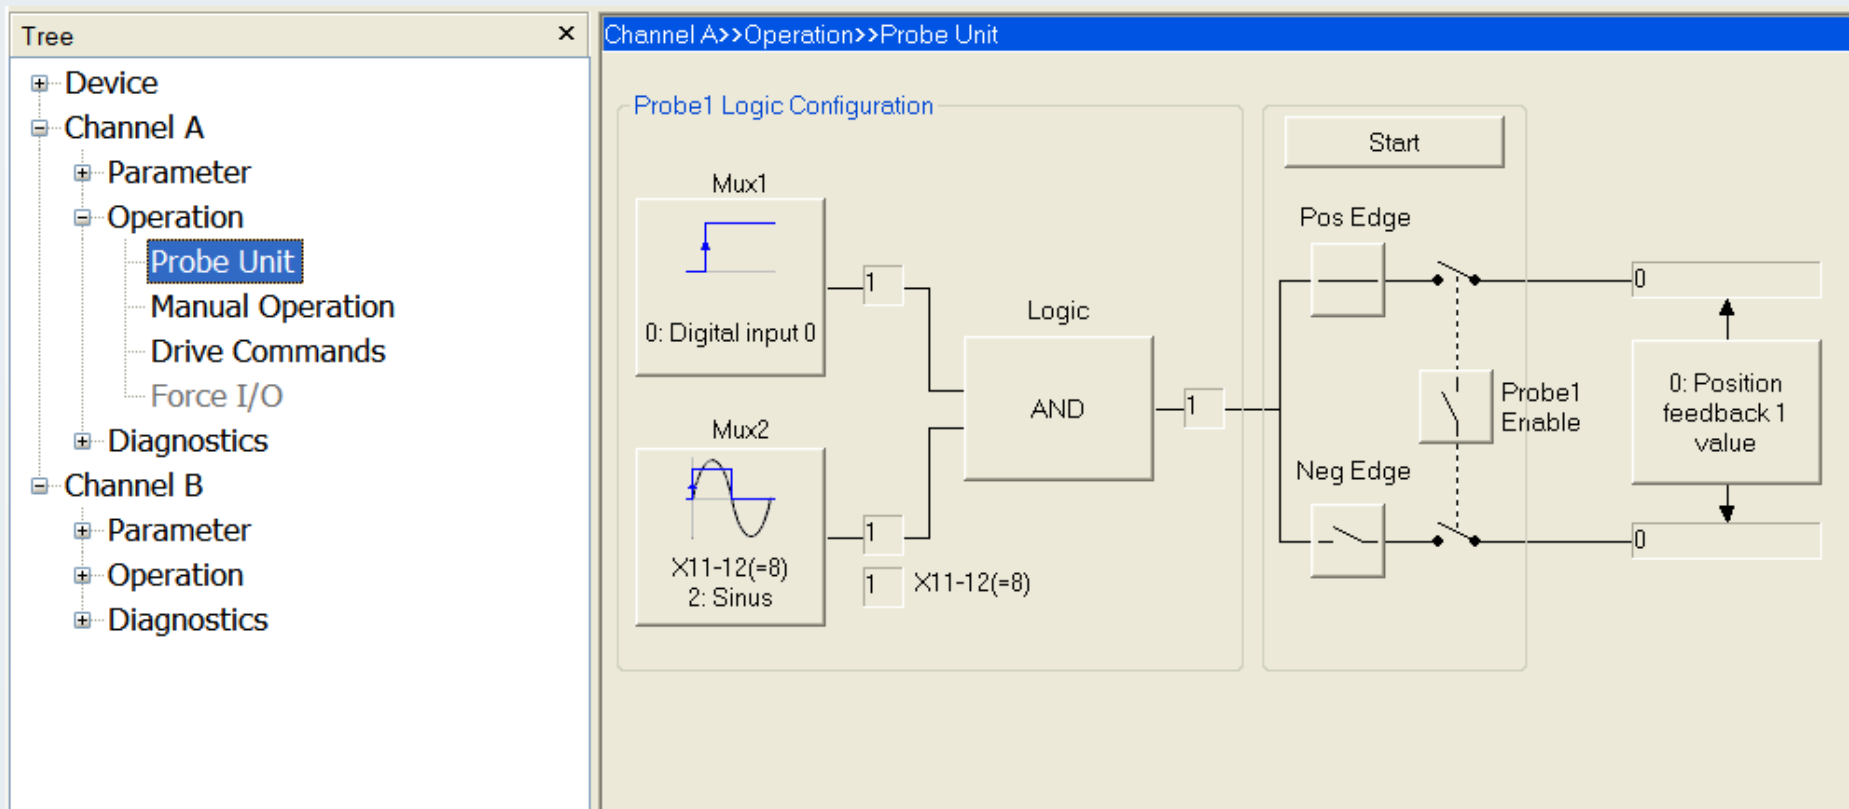 Tree
Device
Channel A
Parameter
Operation
Probe Unit
Manual Operation
Drive Commands
Force I/O
Diagnostics
Channel B
Parameter
Operation
Diagnostics
Channel A>>Operation>>Probe Unit
Probe1 Logic Configuration
Mux1
0: Digital input 0
1
Mux2
X11-12(=8)
2: Sinus
1
1 X11-12(=8)
Logic
AND
1
Start
Pos Edge
Neg Edge
Probe1
Enable
0
0: Position
feedback 1
value
0